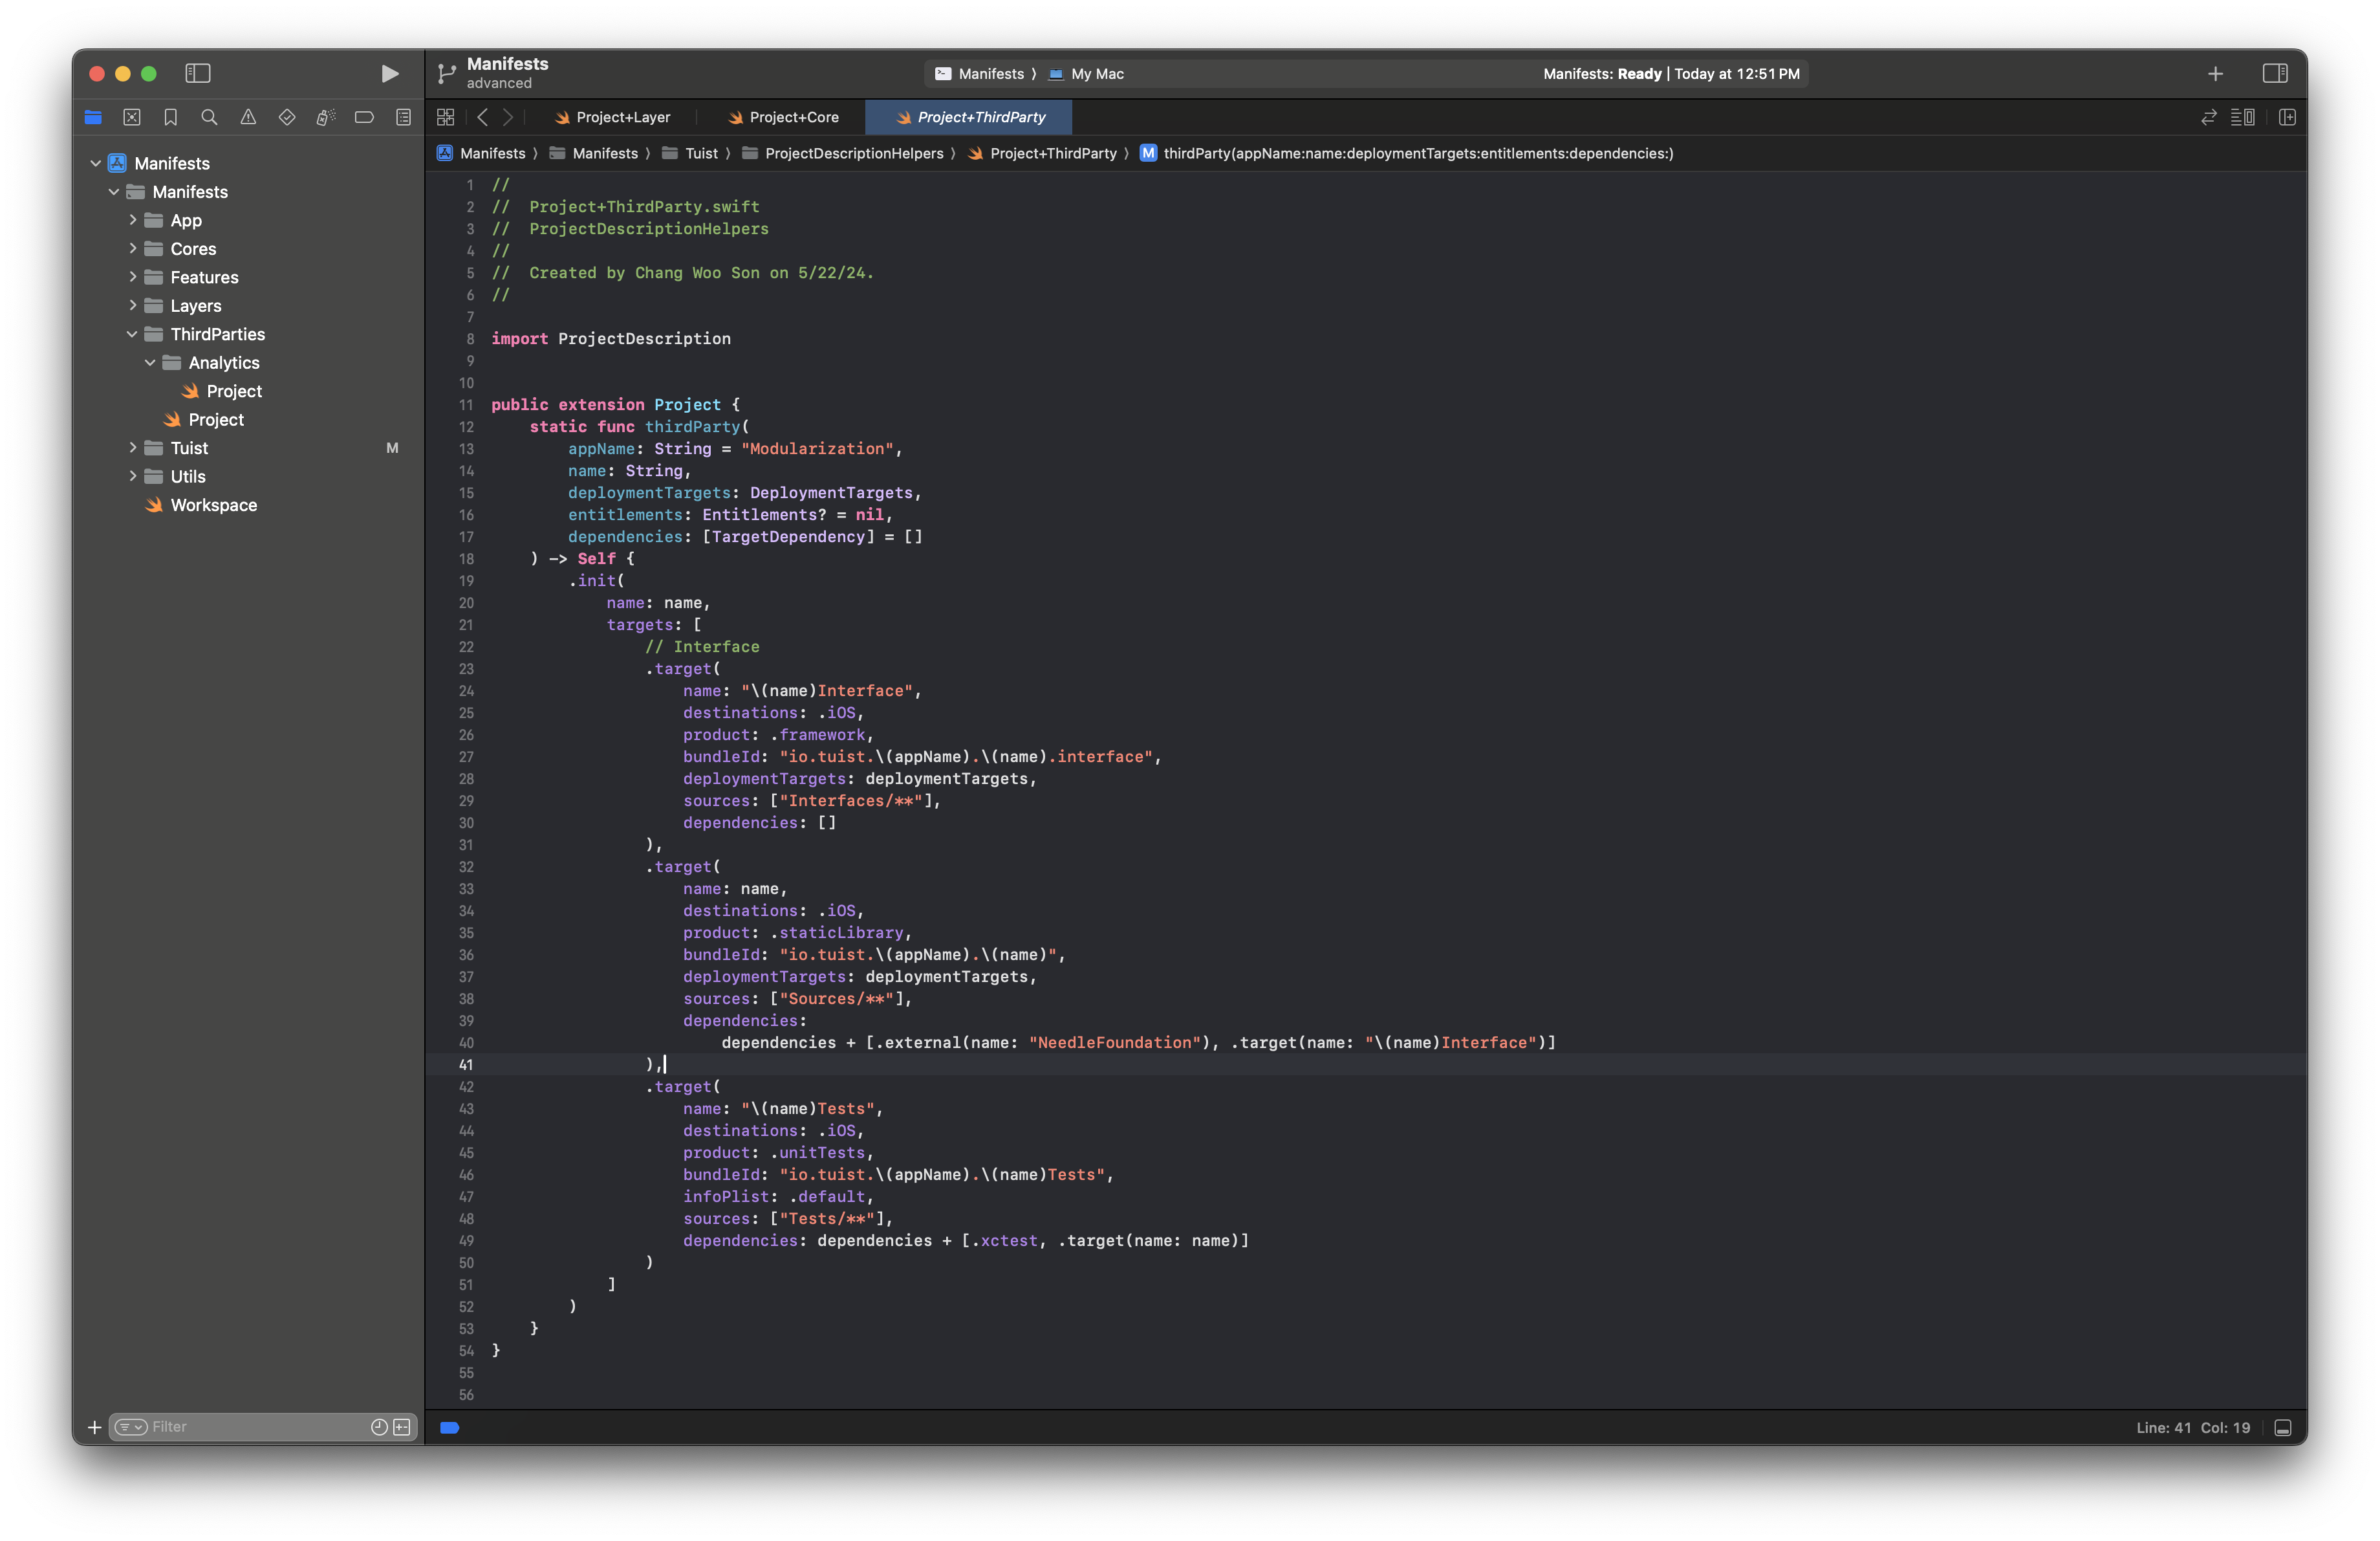 Manifests
advanced
Manifests 〉 My Mac
Manifests: Ready | Today at 12:51 PM
Project+Layer
Project+Core
Project+ThirdParty
Manifests 〉 Manifests 〉 Tuist 〉 ProjectDescriptionHelpers 〉 Project+ThirdParty 〉 M thirdParty(appName:name:deploymentTargets:entitlements:dependencies:)
Manifests
Manifests
App
Cores
Features
Layers
ThirdParties
Analytics
Project
Project
Tuist M
Utils
Workspace
Filter
1 //
2 //  Project+ThirdParty.swift
3 //  ProjectDescriptionHelpers
4 //
5 //  Created by Chang Woo Son on 5/22/24.
6 //
7
8 import ProjectDescription
9
10
11 public extension Project {
12     static func thirdParty(
13         appName: String = "Modularization",
14         name: String,
15         deploymentTargets: DeploymentTargets,
16         entitlements: Entitlements? = nil,
17         dependencies: [TargetDependency] = []
18     ) -> Self {
19         .init(
20             name: name,
21             targets: [
22                 // Interface
23                 .target(
24                     name: "\(name)Interface",
25                     destinations: .iOS,
26                     product: .framework,
27                     bundleId: "io.tuist.\(appName).\(name).interface",
28                     deploymentTargets: deploymentTargets,
29                     sources: ["Interfaces/**"],
30                     dependencies: []
31                 ),
32                 .target(
33                     name: name,
34                     destinations: .iOS,
35                     product: .staticLibrary,
36                     bundleId: "io.tuist.\(appName).\(name)",
37                     deploymentTargets: deploymentTargets,
38                     sources: ["Sources/**"],
39                     dependencies:
40                         dependencies + [.external(name: "NeedleFoundation"), .target(name: "\(name)Interface")]
41                 ),
42                 .target(
43                     name: "\(name)Tests",
44                     destinations: .iOS,
45                     product: .unitTests,
46                     bundleId: "io.tuist.\(appName).\(name)Tests",
47                     infoPlist: .default,
48                     sources: ["Tests/**"],
49                     dependencies: dependencies + [.xctest, .target(name: name)]
50                 )
51             ]
52         )
53     }
54 }
55
56
Line: 41 Col: 19